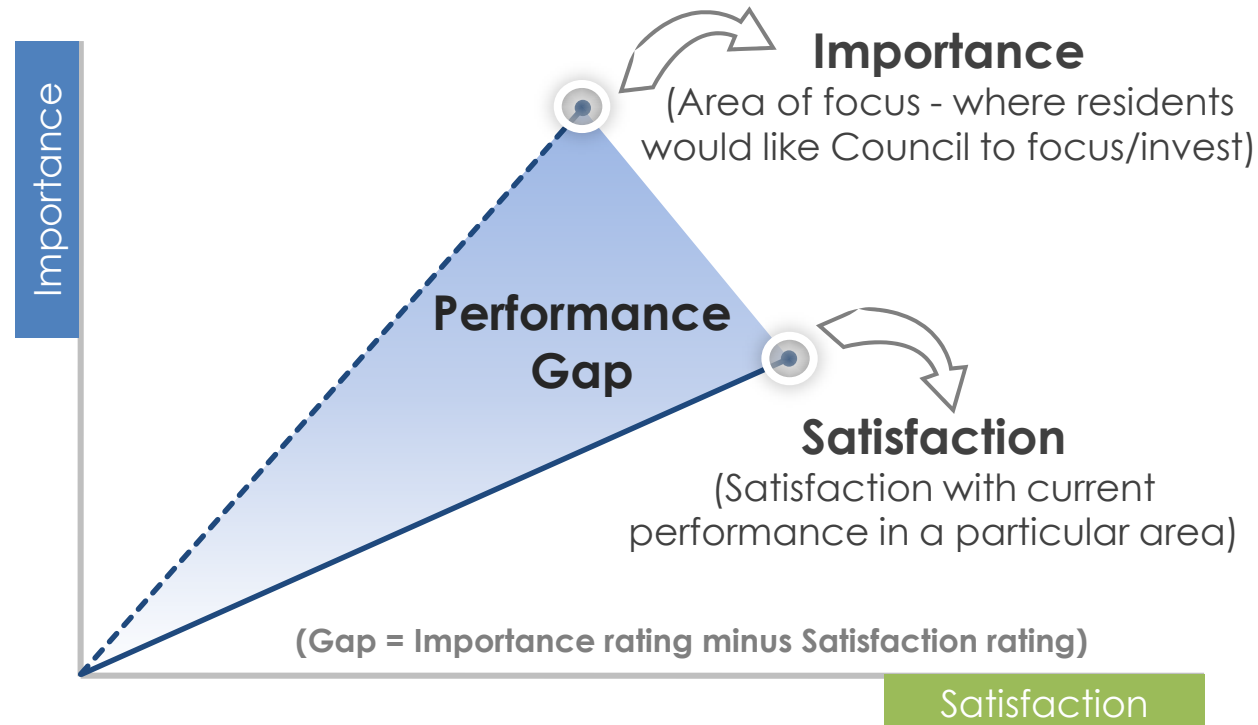 Importance
Importance
(Area of focus - where residents
would like Council to focus/invest)
Performance
Gap
Satisfaction
(Satisfaction with current
performance in a particular area)
(Gap = Importance rating minus Satisfaction rating)
Satisfaction